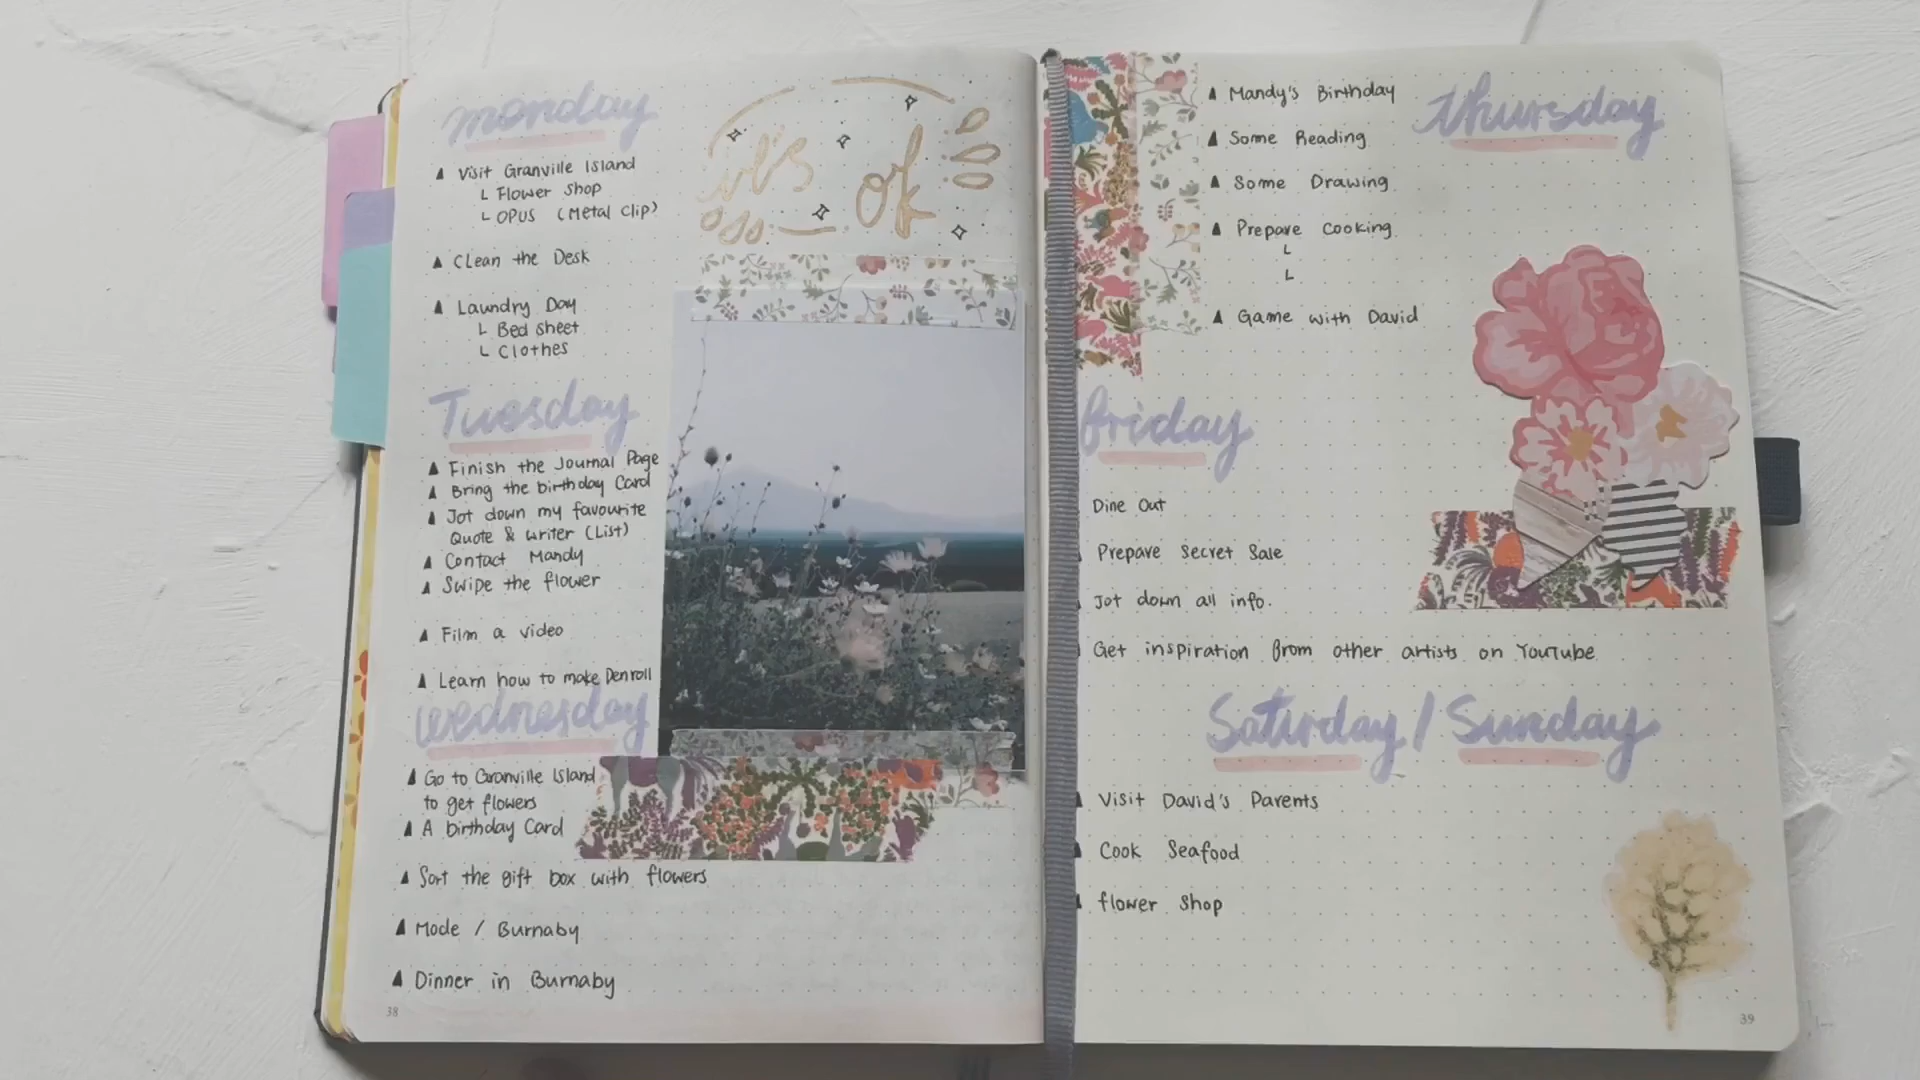 monday
Visit Granville Island
L Flower Shop
L OPUS (Metal Clip)
Clean the Desk
Laundry Day
L Bed Sheet
L Clothes
Tuesday
Finish the Journal Page
Bring the birthday Card
Jot down my favourite
Quote & Writer (List)
Contact Mandy
Swipe the flower
Film a video
Learn how to make Denroll
Wednesday
Go to Granville Island
to get flowers
A birthday Card
Sort the gift box with flowers
Mode / Burnaby
Dinner in Burnaby
38
it's ok
thursday
Mandy's Birthday
Some Reading
Some Drawing
Prepare Cooking
L
L
Game with David
friday
Dine Out
Prepare Secret Sale
Jot down all info.
Get inspiration from other artists on YouTube
Saturday / Sunday
Visit David's Parents
Cook Seafood
flower Shop
39